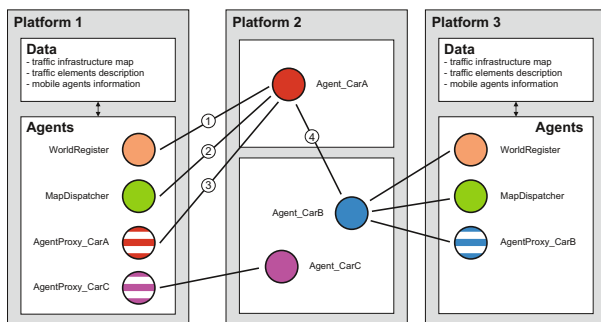 Platform 1
Data
- traffic infrastructure map
- traffic elements description
- mobile agents information
Agents
WorldRegister
MapDispatcher
AgentProxy_CarA
AgentProxy_CarC
1
2
3
Platform 2
Agent_CarA
4
Agent_CarB
Agent_CarC
Platform 3
Data
- traffic infrastructure map
- traffic elements description
- mobile agents information
Agents
WorldRegister
MapDispatcher
AgentProxy_CarB